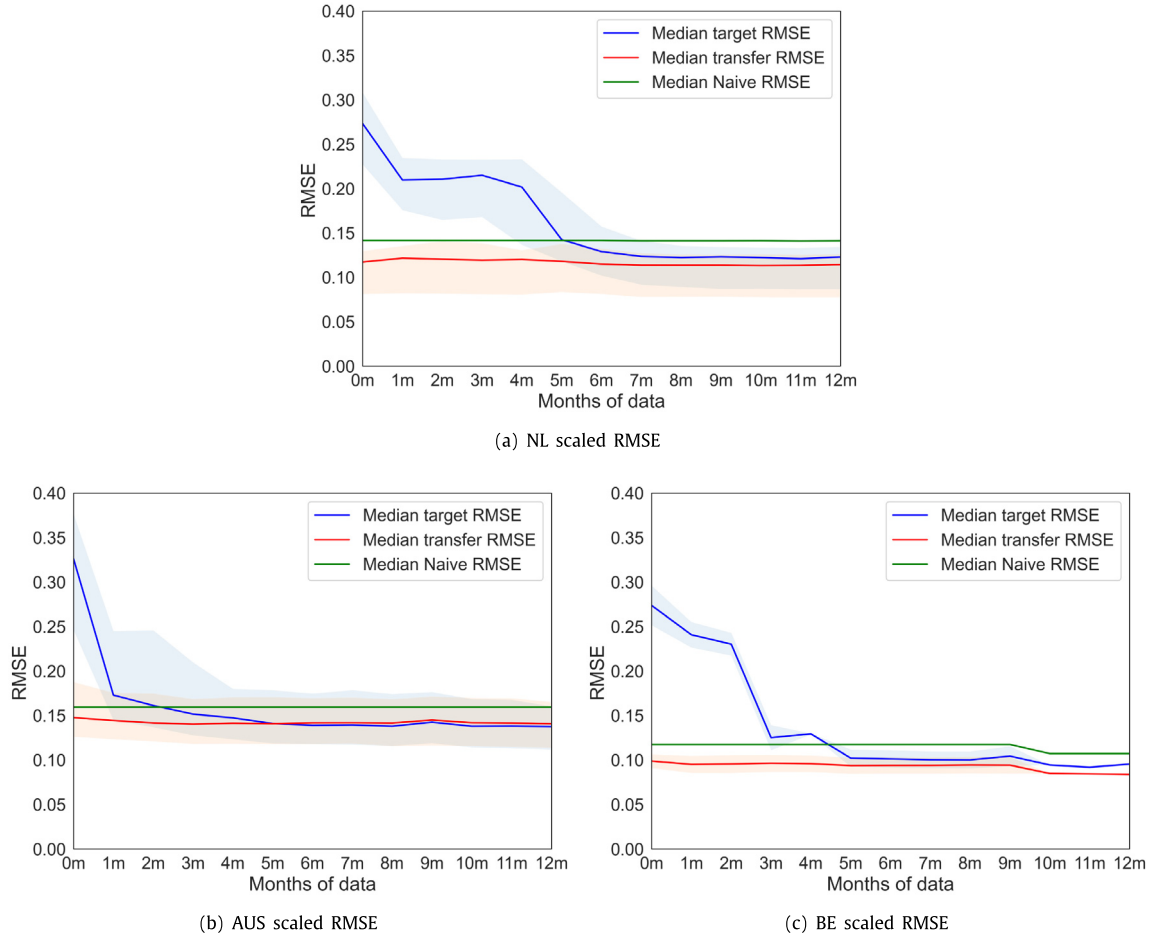 0.40
0.35
0.30
0.25
0.20
0.15
0.10
0.05
0.00
RMSE
Median target RMSE
Median transfer RMSE
Median Naive RMSE
0m 1m 2m 3m 4m 5m 6m 7m 8m 9m 10m 11m 12m
Months of data
(a) NL scaled RMSE
0.40
0.35
0.30
0.25
0.20
0.15
0.10
0.05
0.00
RMSE
Median target RMSE
Median transfer RMSE
Median Naive RMSE
0m 1m 2m 3m 4m 5m 6m 7m 8m 9m 10m 11m 12m
Months of data
(b) AUS scaled RMSE
0.40
0.35
0.30
0.25
0.20
0.15
0.10
0.05
0.00
RMSE
Median target RMSE
Median transfer RMSE
Median Naive RMSE
0m 1m 2m 3m 4m 5m 6m 7m 8m 9m 10m 11m 12m
Months of data
(c) BE scaled RMSE